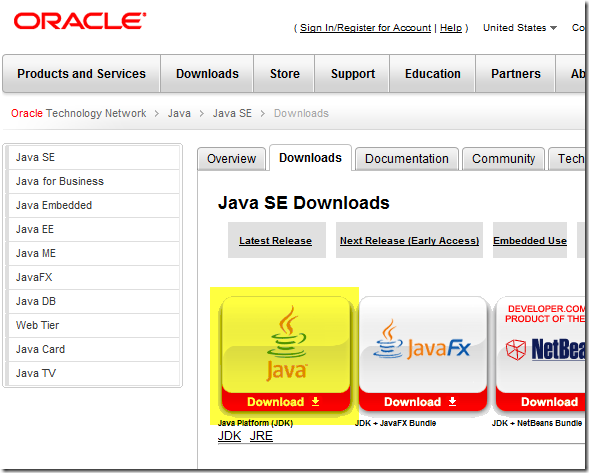 ORACLE
( Sign In/Register for Account | Help ) United States Co
Products and Services Downloads Store Support Education Partners Ab
Oracle Technology Network > Java > Java SE > Downloads
Java SE
Java for Business
Java Embedded
Java EE
Java ME
JavaFX
Java DB
Web Tier
Java Card
Java TV
Overview Downloads Documentation Community Tech
Java SE Downloads
Latest Release Next Release (Early Access) Embedded Use
Java
Download
Java Platform (JDK)
JDK JRE
JavaFX
Download
JDK + JavaFX Bundle
DEVELOPER.COM
PRODUCT OF THE
NetBeans
Download
JDK + NetBeans Bundle